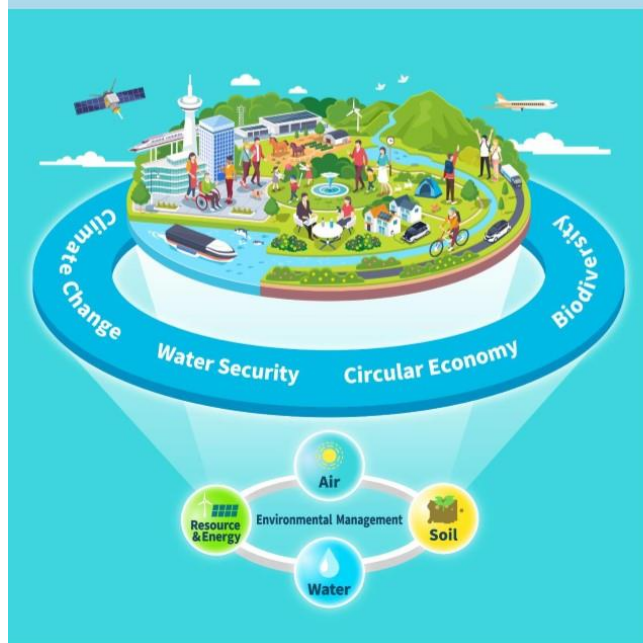 Climate Change
Water Security
Circular Economy
Biodiversity
Air
Resource
&Energy
Environmental Management
Soil
Water